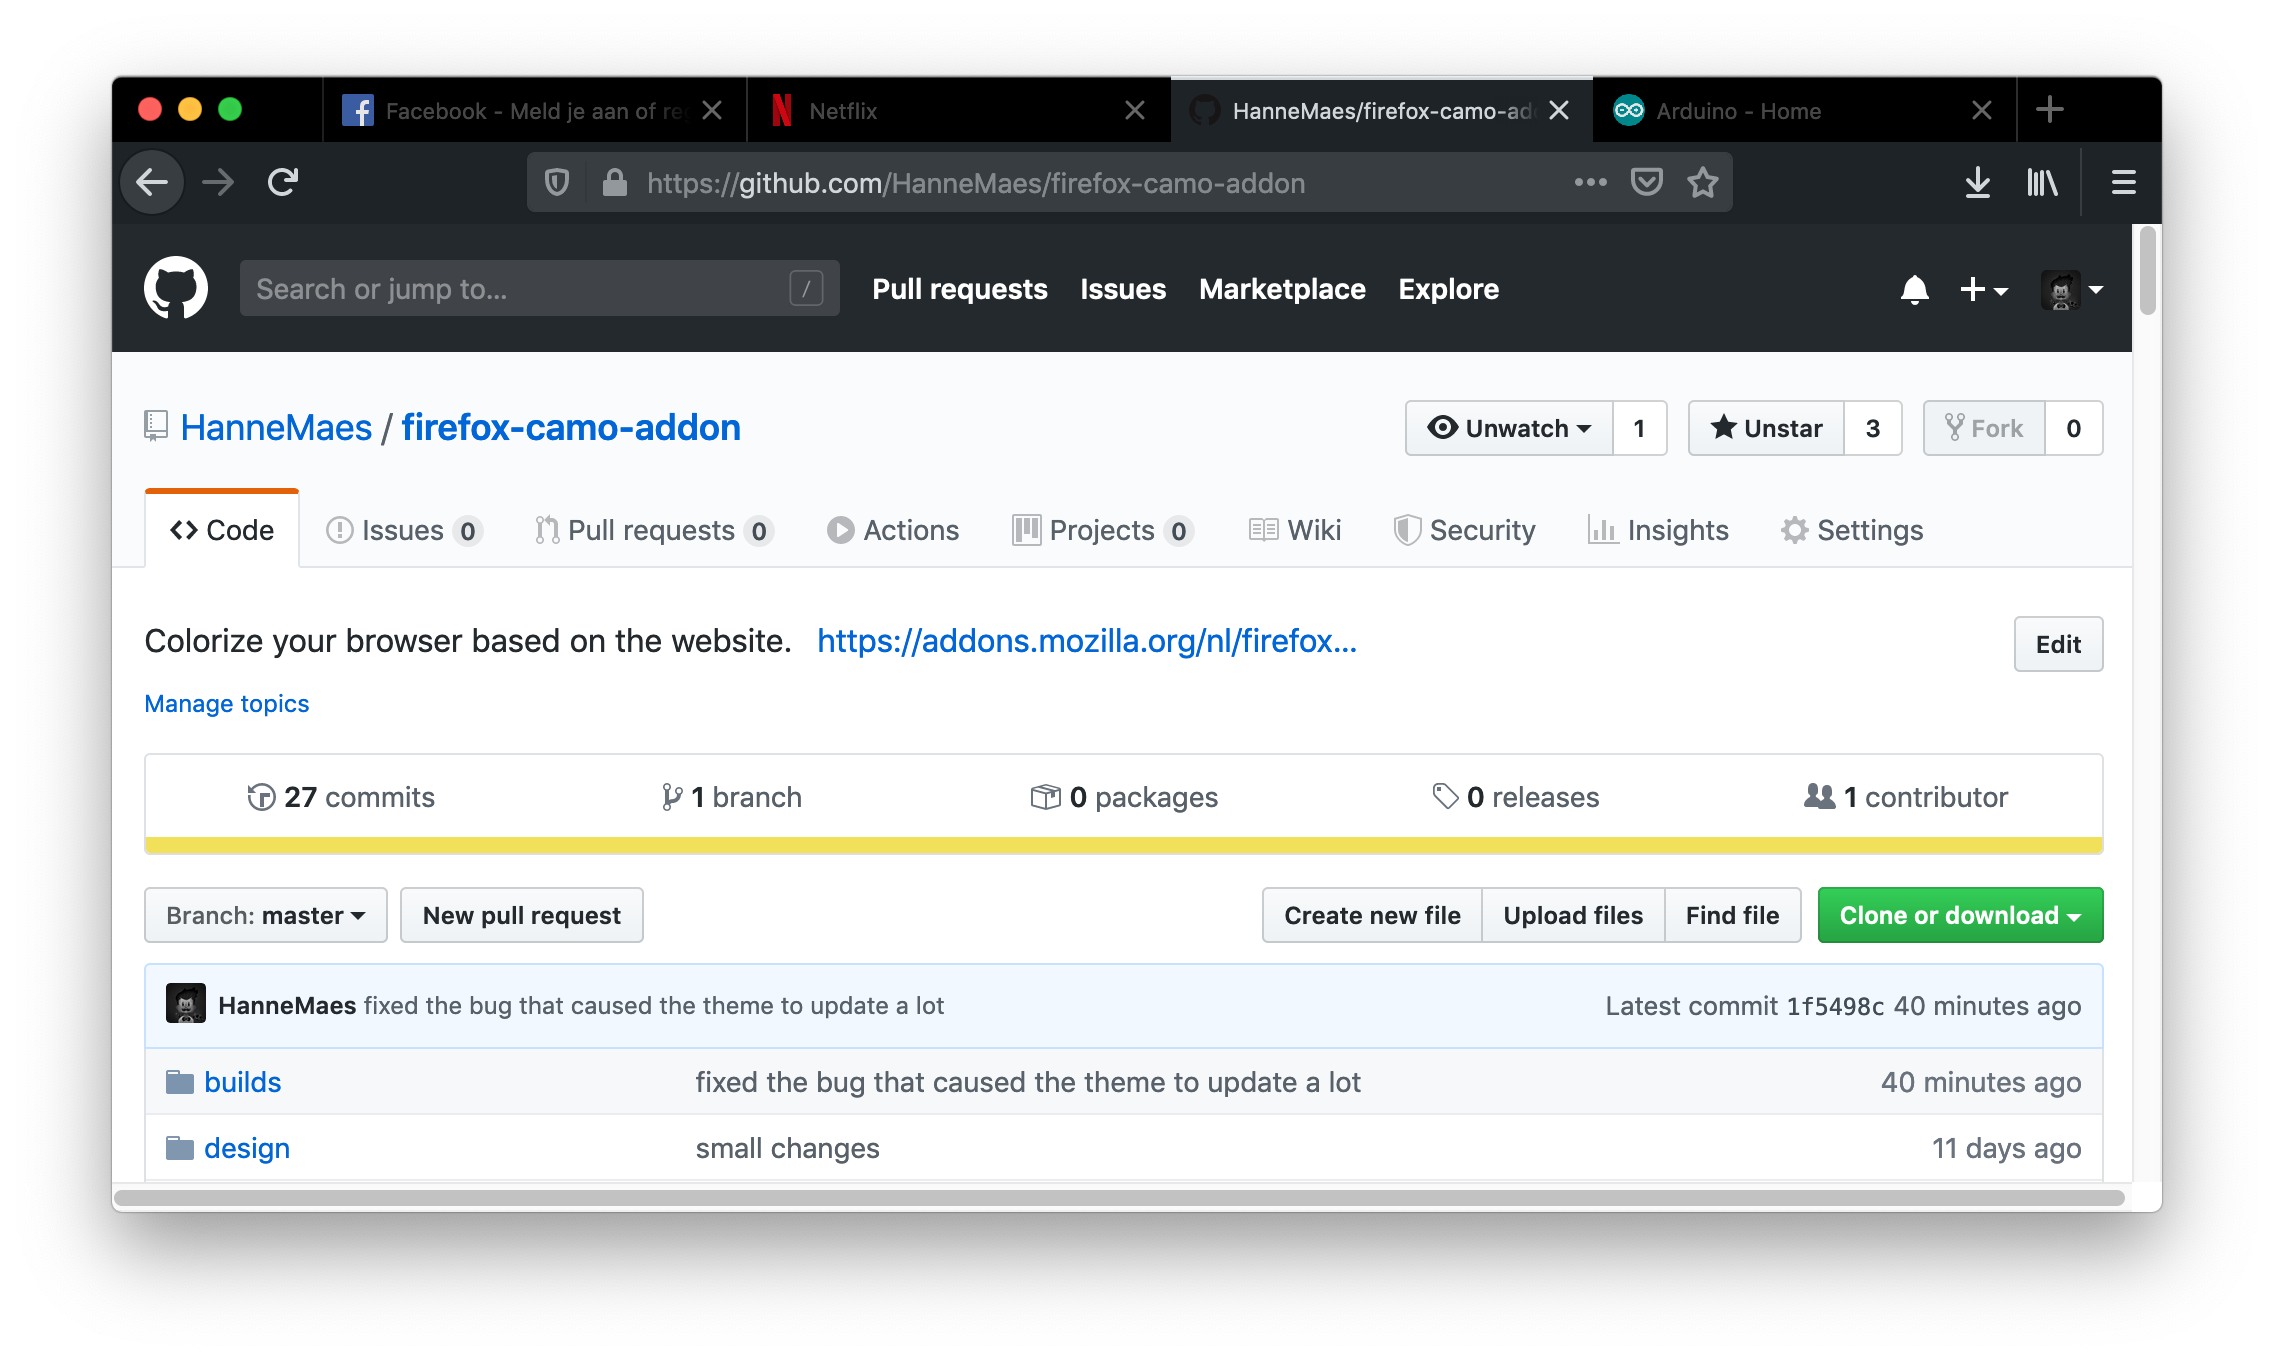 Facebook - Meld je aan of re
Netflix
HanneMaes/firefox-camo-ad
Arduino - Home
https://github.com/HanneMaes/firefox-camo-addon
Search or jump to... /
Pull requests Issues Marketplace Explore
HanneMaes / firefox-camo-addon
Unwatch 1 Unstar 3 Fork 0
Code Issues 0 Pull requests 0 Actions Projects 0 Wiki Security Insights Settings
Colorize your browser based on the website. https://addons.mozilla.org/nl/firefox...
Edit
Manage topics
27 commits 1 branch 0 packages 0 releases 1 contributor
Branch: master New pull request Create new file Upload files Find file Clone or download
HanneMaes fixed the bug that caused the theme to update a lot Latest commit 1f5498c 40 minutes ago
builds fixed the bug that caused the theme to update a lot 40 minutes ago
design small changes 11 days ago